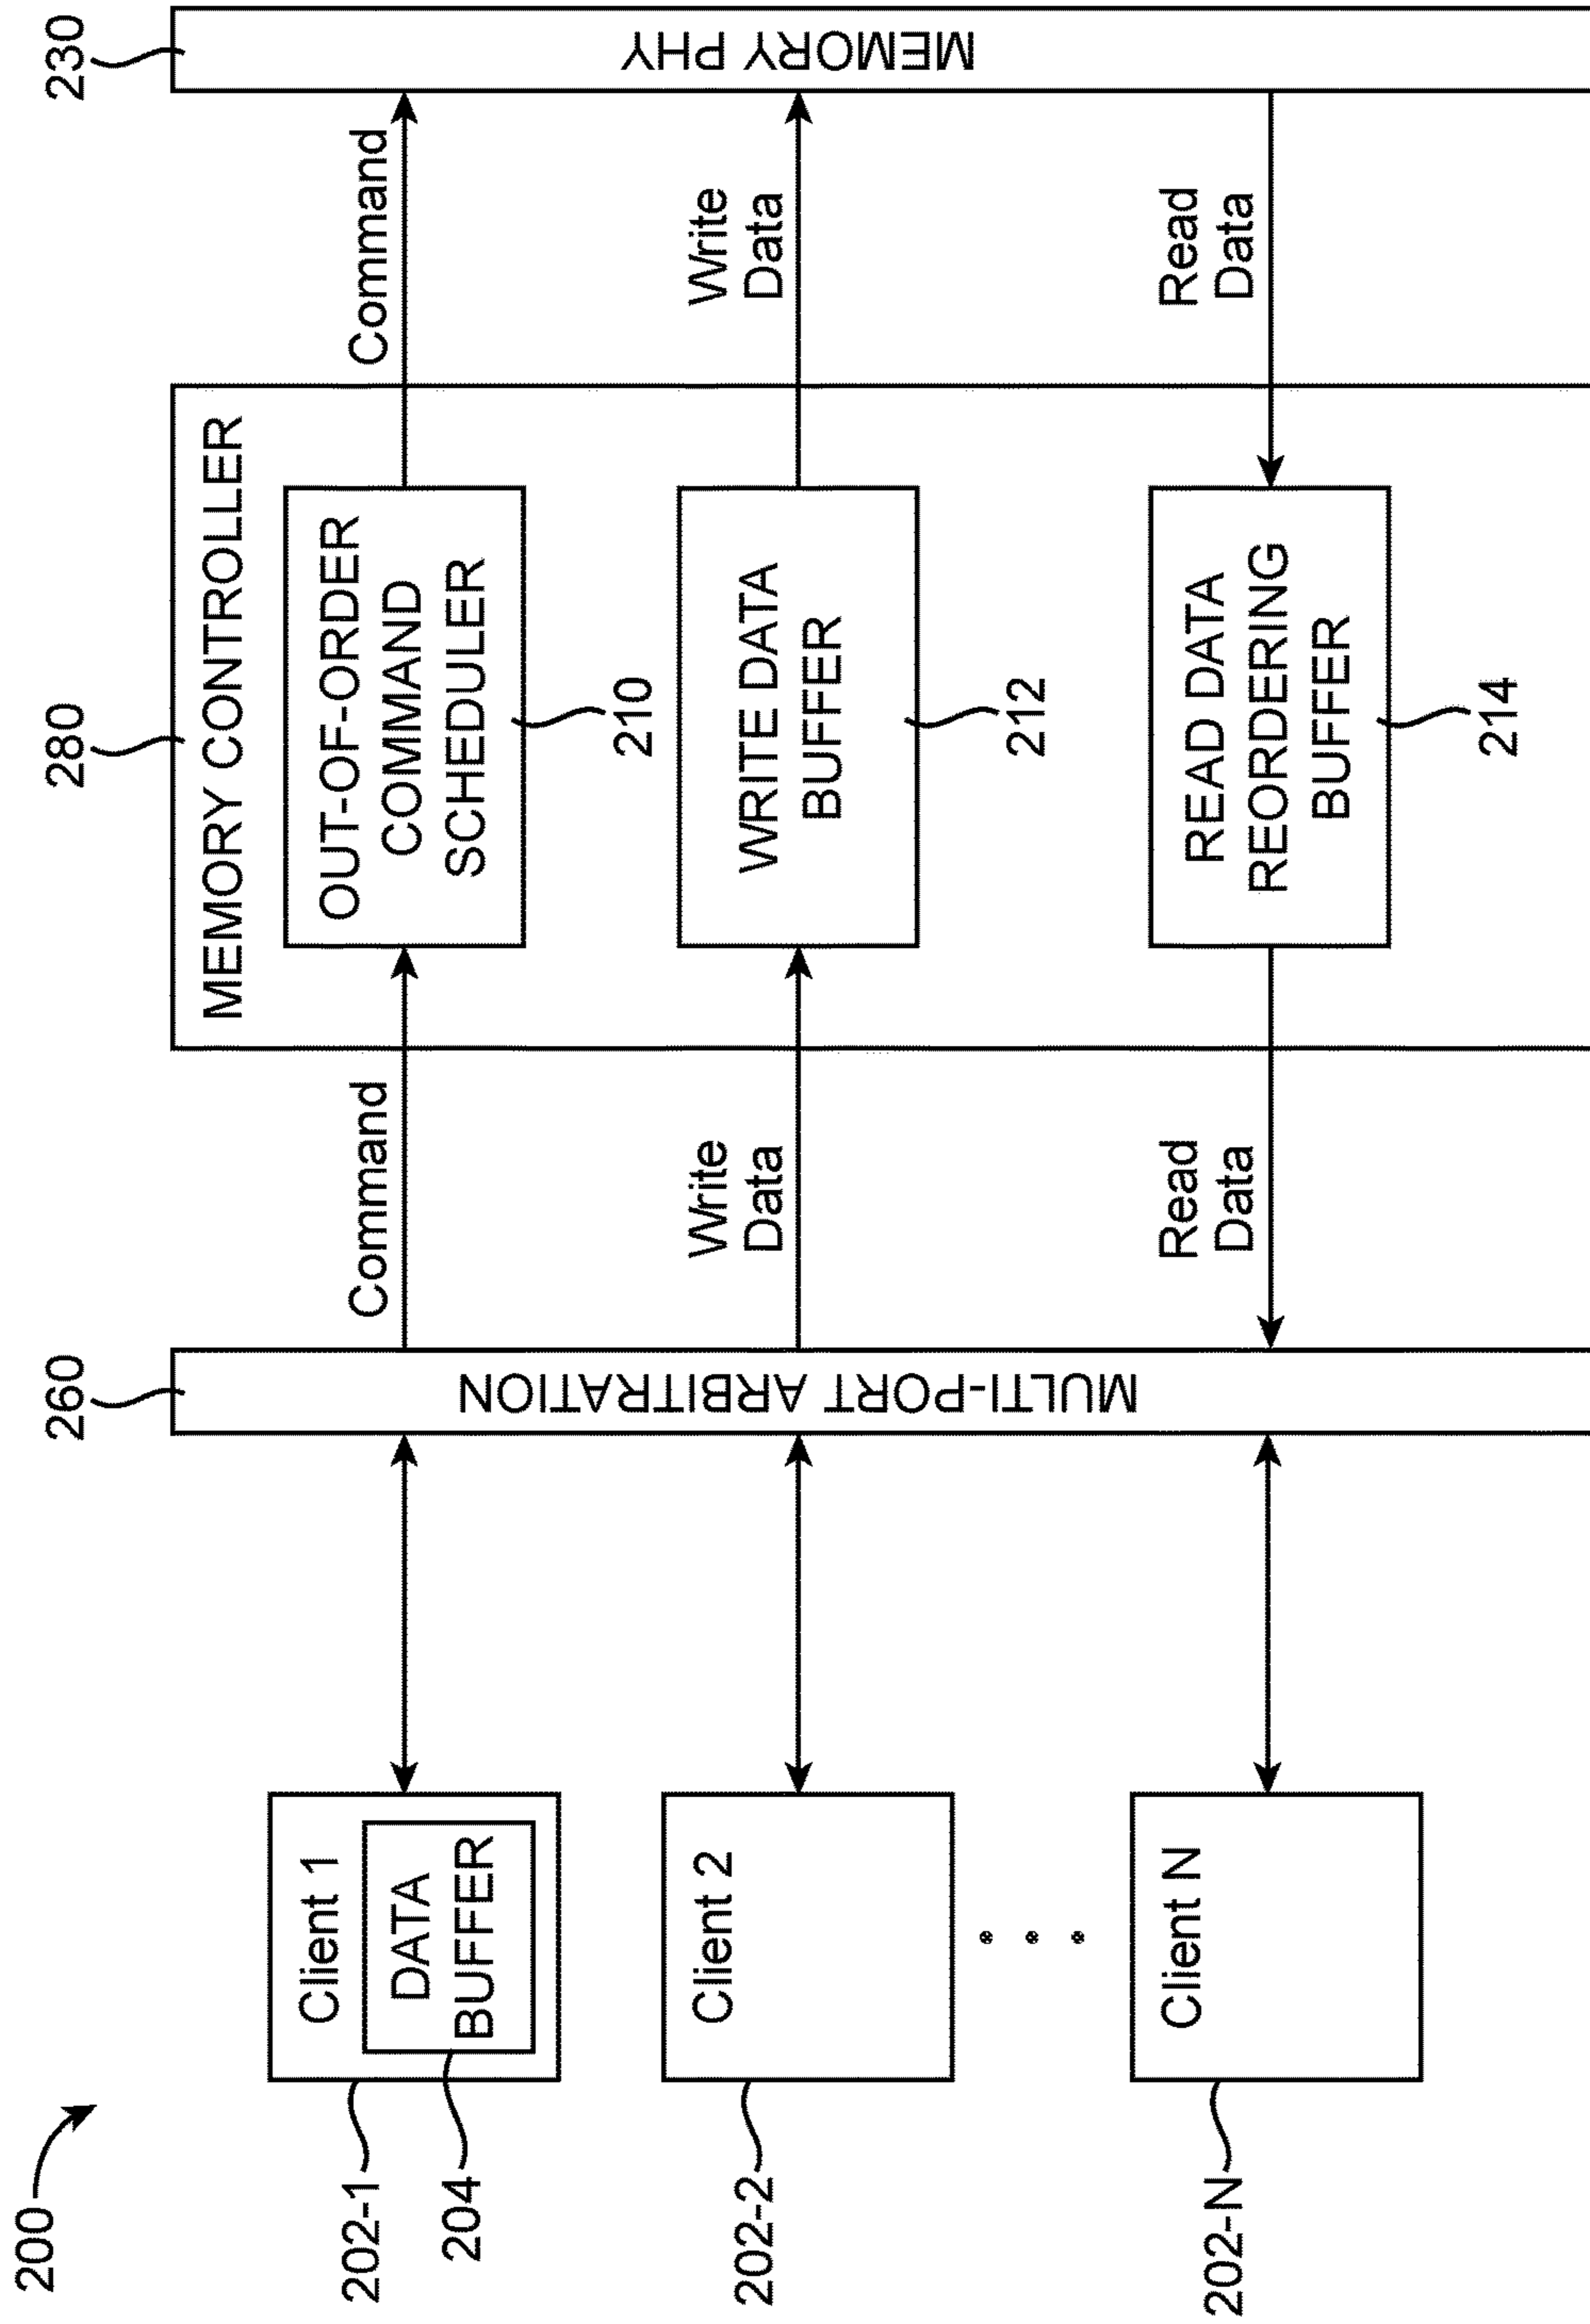 200
202-1
Client 1
DATA
BUFFER
204
202-2
Client 2
202-N
Client N
260
MULTI-PORT ARBITRATION
Command
Write
Data
Read
Data
280
MEMORY CONTROLLER
OUT-OF-ORDER
COMMAND
SCHEDULER
210
WRITE DATA
BUFFER
212
READ DATA
REORDERING
BUFFER
214
Command
Write
Data
Read
Data
230
MEMORY PHY